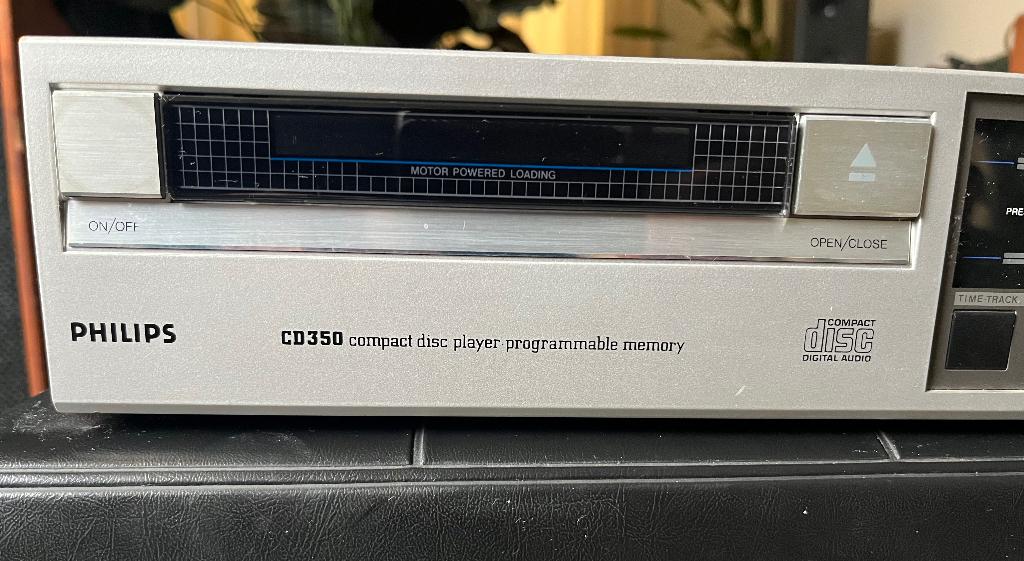 MOTOR POWERED LOADING
ON/OFF
OPEN/CLOSE
PHILIPS
CD350 compact disc player·programmable memory
COMPACT
disc
DIGITAL AUDIO
PRE
TIME-TRACK